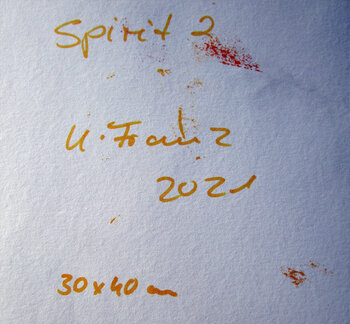 Spirit 2
U. Franz
2021
30x40 cm